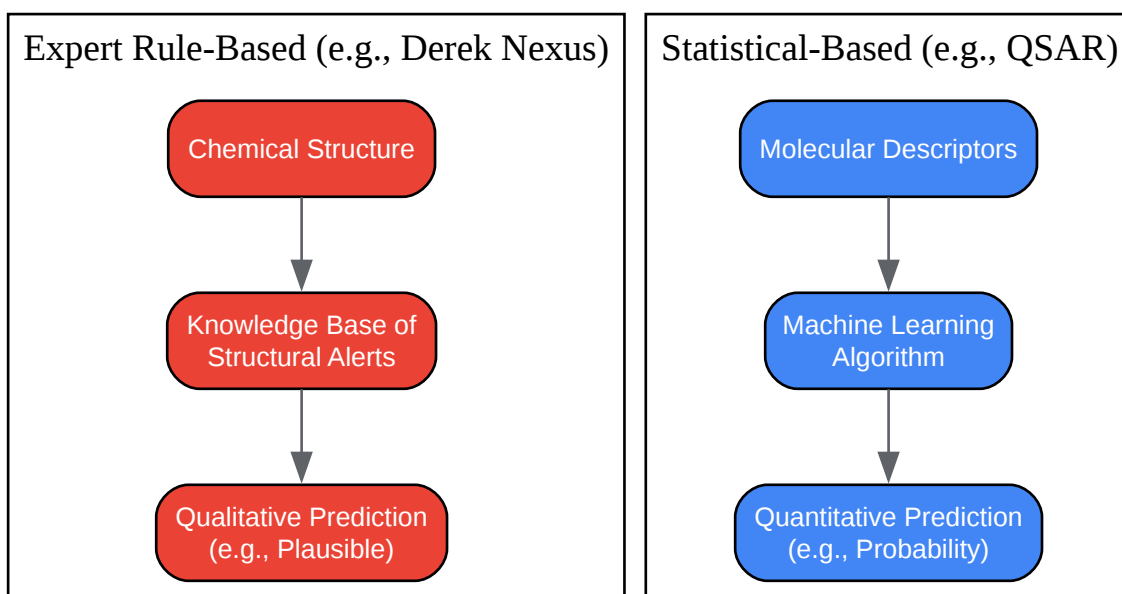 Expert Rule-Based (e.g., Derek Nexus)
Chemical Structure
Knowledge Base of
Structural Alerts
Qualitative Prediction
(e.g., Plausible)
Statistical-Based (e.g., QSAR)
Molecular Descriptors
Machine Learning
Algorithm
Quantitative Prediction
(e.g., Probability)